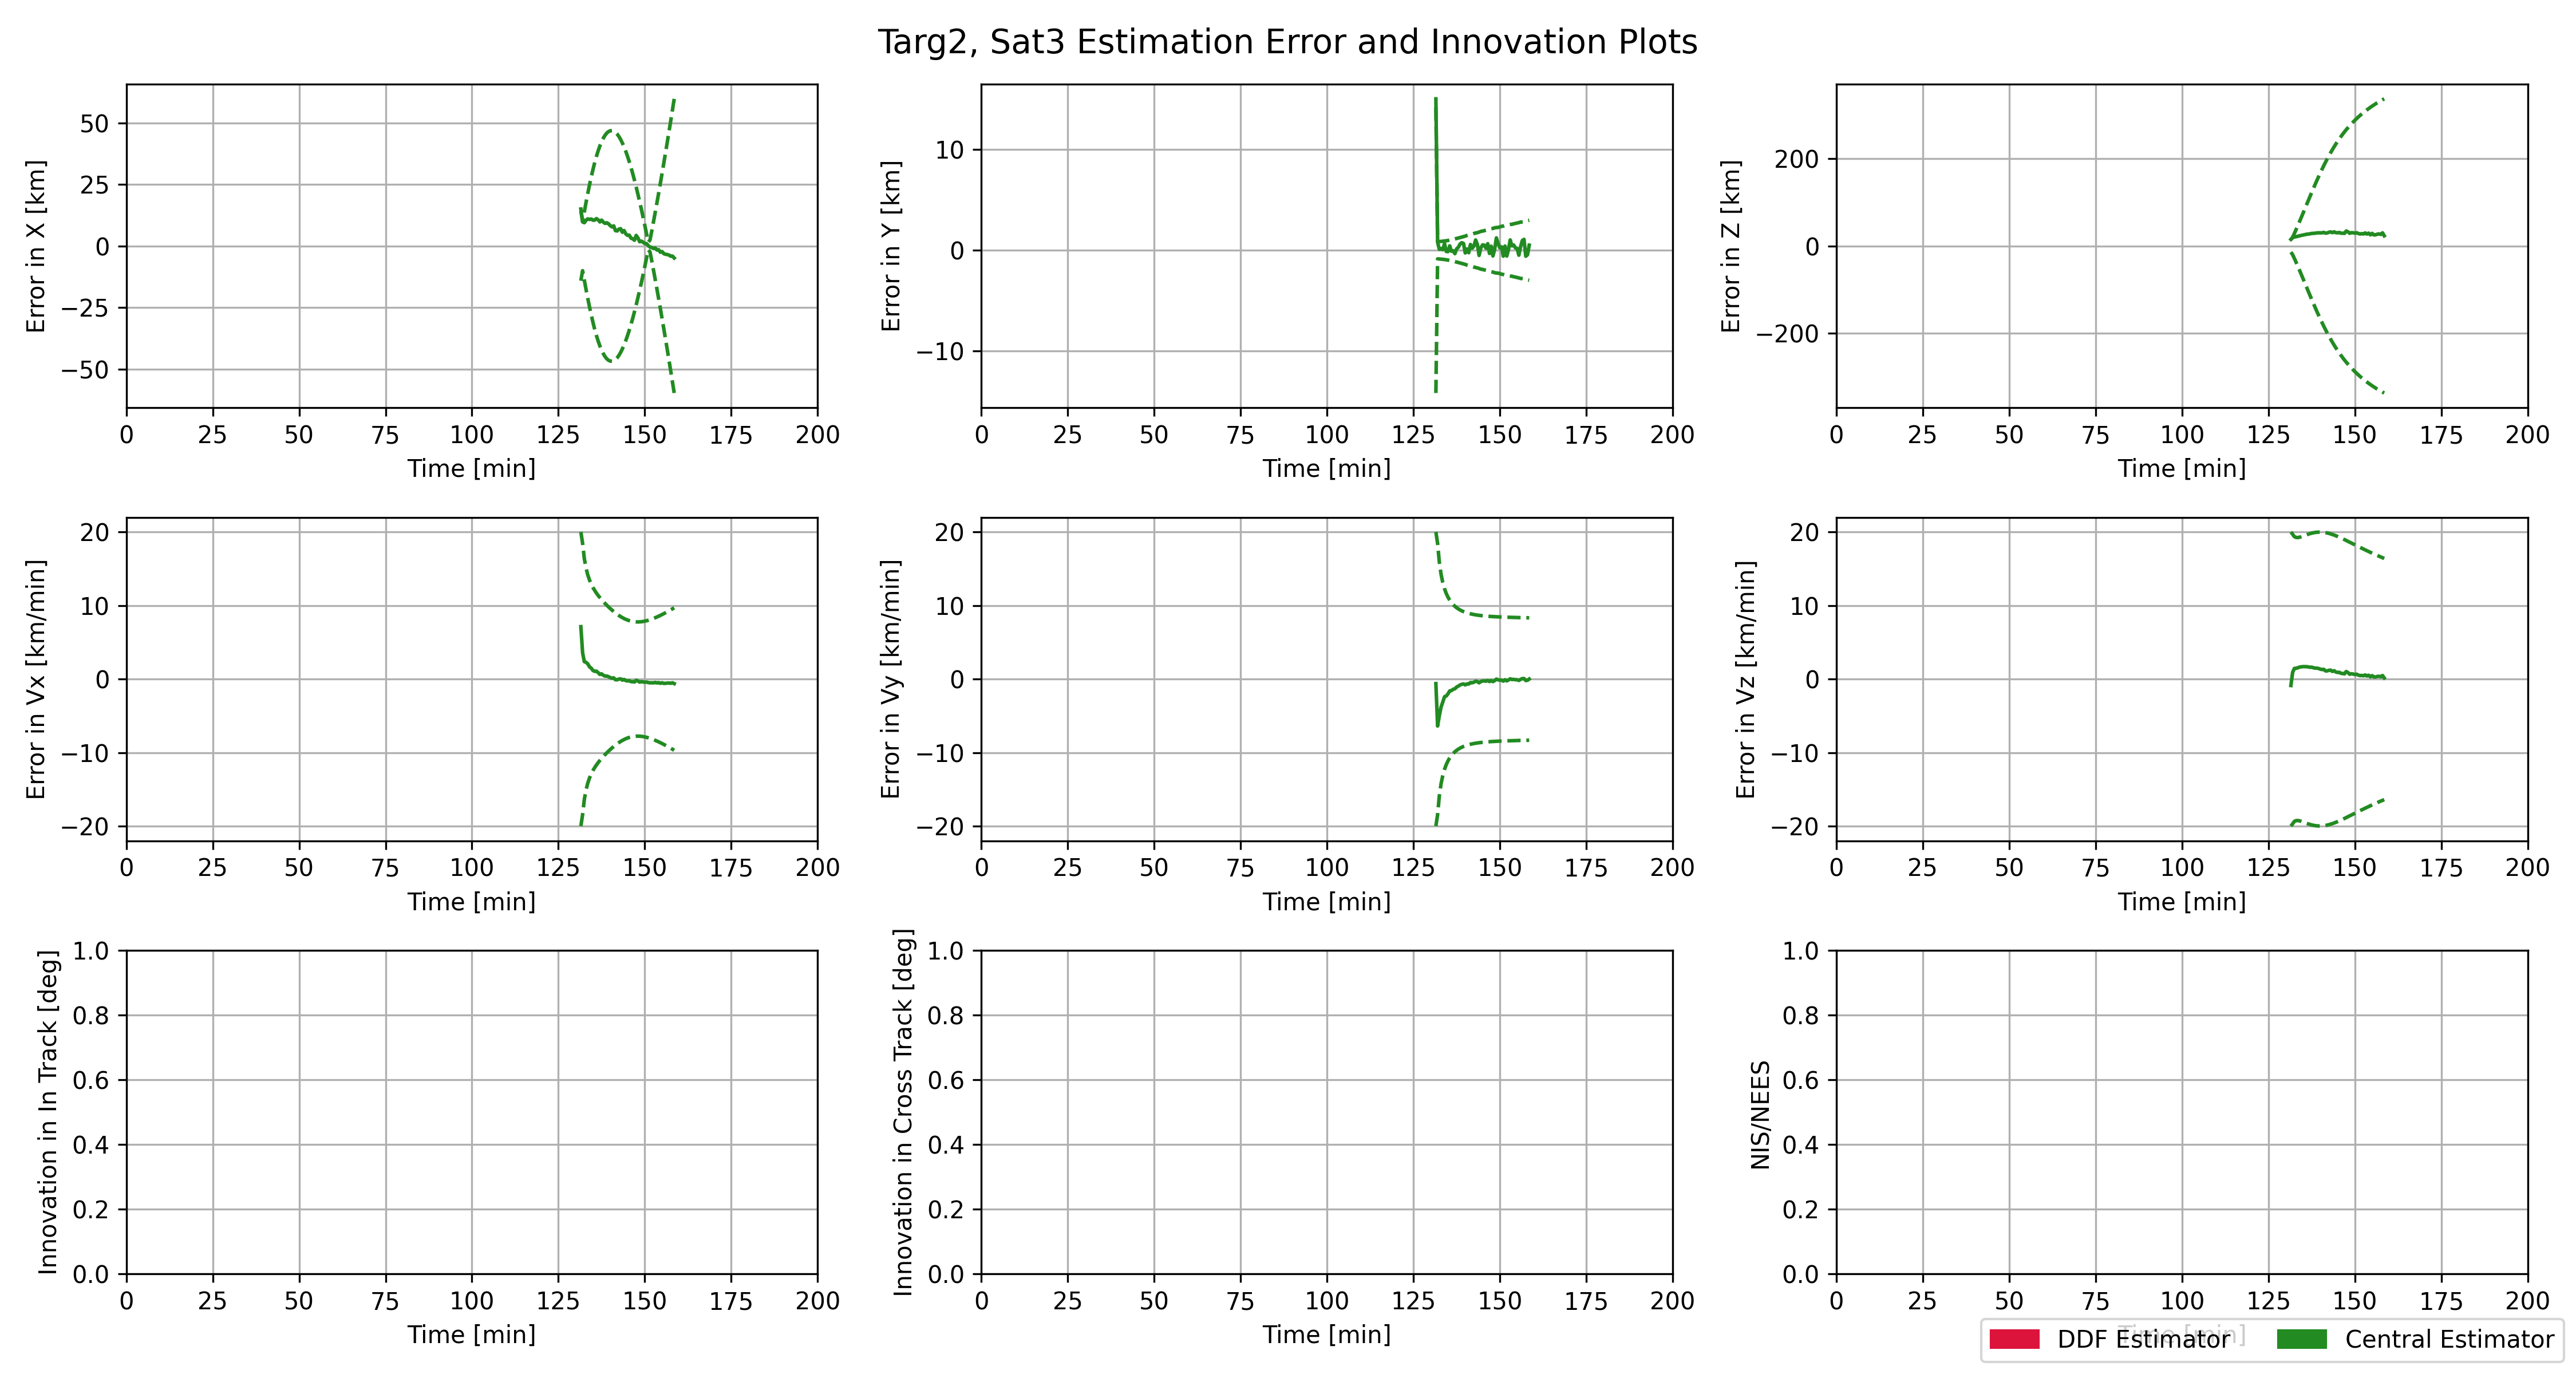 Targ2, Sat3 Estimation Error and Innovation Plots
Error in X [km]
50
25
0
−25
−50
0 25 50 75 100 125 150 175 200
Time [min]
Error in Y [km]
10
0
−10
0 25 50 75 100 125 150 175 200
Time [min]
Error in Z [km]
200
0
−200
0 25 50 75 100 125 150 175 200
Time [min]
Error in Vx [km/min]
20
10
0
−10
−20
0 25 50 75 100 125 150 175 200
Time [min]
Error in Vy [km/min]
20
10
0
−10
−20
0 25 50 75 100 125 150 175 200
Time [min]
Error in Vz [km/min]
20
10
0
−10
−20
0 25 50 75 100 125 150 175 200
Time [min]
Innovation in In Track [deg]
1.0
0.8
0.6
0.4
0.2
0.0
0 25 50 75 100 125 150 175 200
Time [min]
Innovation in Cross Track [deg]
1.0
0.8
0.6
0.4
0.2
0.0
0 25 50 75 100 125 150 175 200
Time [min]
NIS/NEES
1.0
0.8
0.6
0.4
0.2
0.0
0 25 50 75 100 125 150 175 200
Time [min]
DDF Estimator Central Estimator